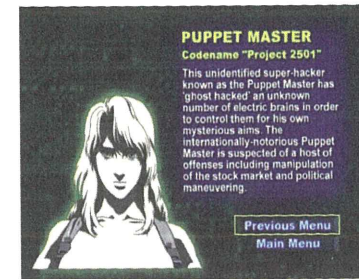 PUPPET MASTER
Codename "Project 2501"
This unidentified super-hacker
known as the Puppet Master has
'ghost hacked' an unknown
number of electric brains in order
to control them for his own
mysterious aims. The
internationally-notorious Puppet
Master is suspected of a host of
offenses including manipulation
of the stock market and political
maneuvering.
Previous Menu
Main Menu